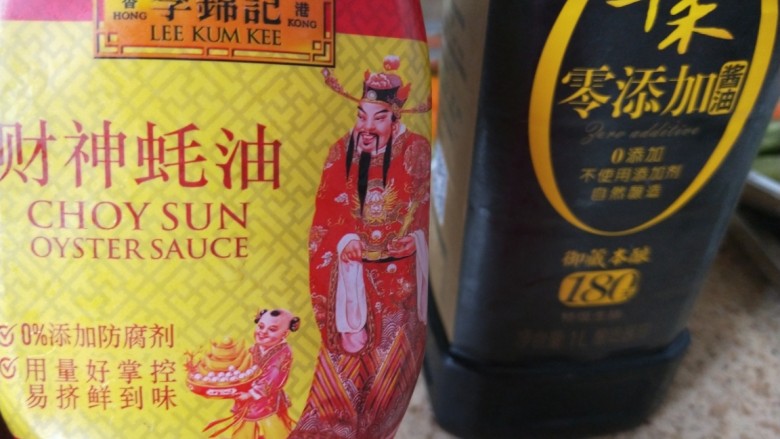 香
HONG
李錦記
港
KONG
LEE KUM KEE
财神蚝油
CHOY SUN
OYSTER SAUCE
0%添加防腐剂
用量好掌控
易挤鲜到味
千禾
零添加
酱油
Zero additive
0添加
不使用添加剂
自然酿造
御藏本酿
180